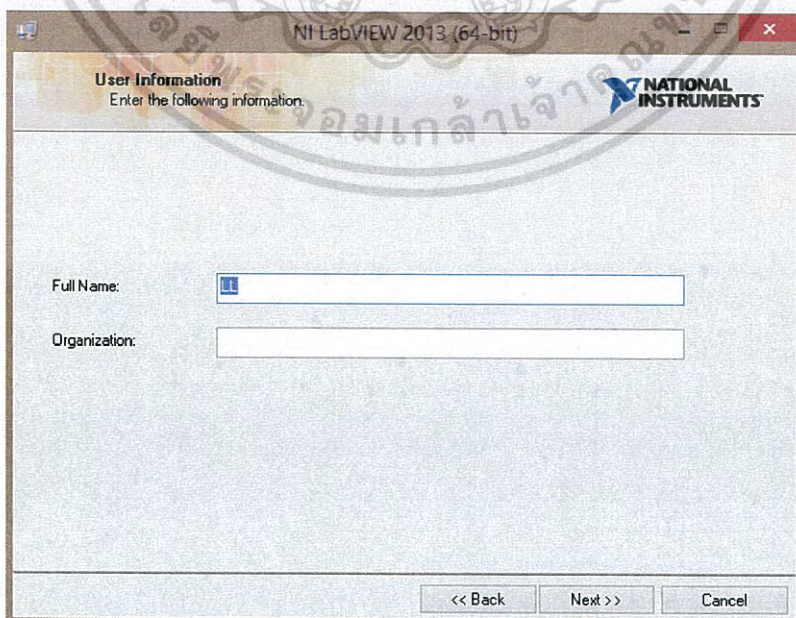 NI LabVIEW 2013 (64-bit)
User Information
Enter the following information.
NATIONAL
INSTRUMENTS
Full Name:
LL
Organization:
<< Back
Next >>
Cancel